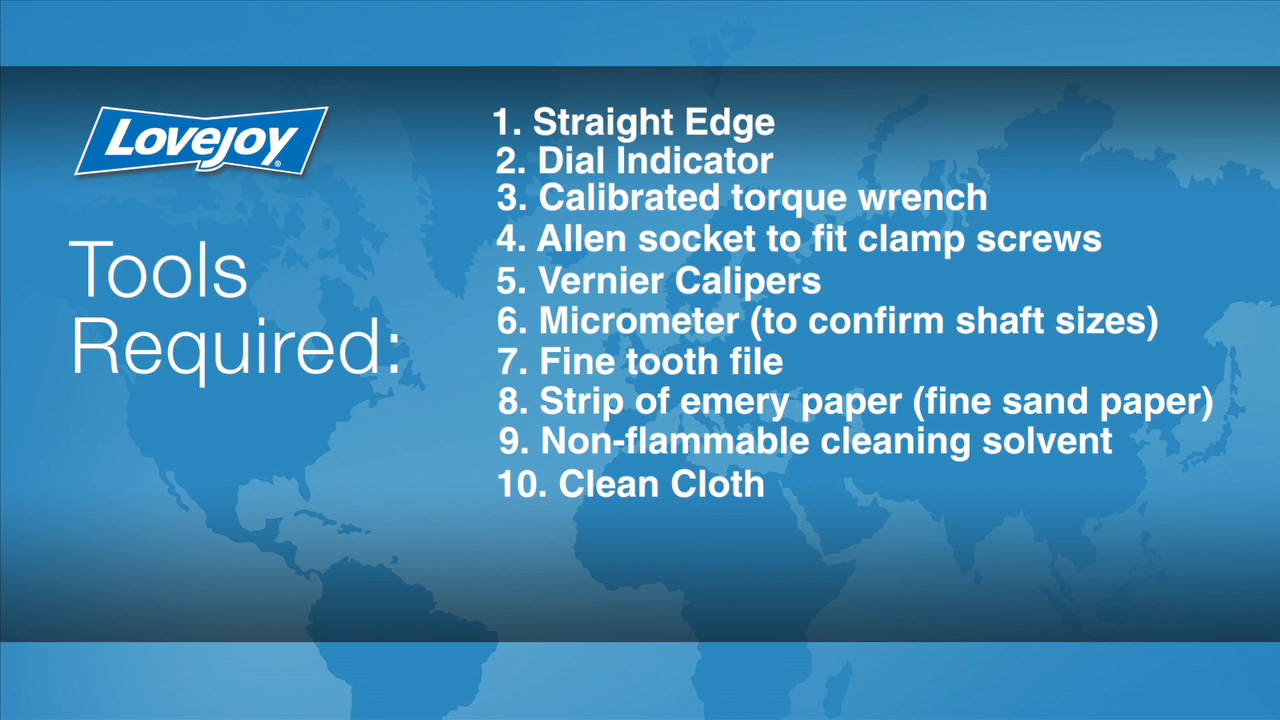 Lovejoy®
Tools
Required:
1. Straight Edge
2. Dial Indicator
3. Calibrated torque wrench
4. Allen socket to fit clamp screws
5. Vernier Calipers
6. Micrometer (to confirm shaft sizes)
7. Fine tooth file
8. Strip of emery paper (fine sand paper)
9. Non-flammable cleaning solvent
10. Clean Cloth